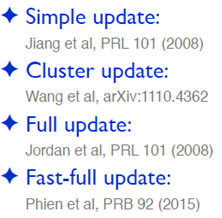 ✦ Simple update:
Jiang et al, PRL 101 (2008)
✦ Cluster update:
Wang et al, arXiv:1110.4362
✦ Full update:
Jordan et al, PRL 101 (2008)
✦ Fast-full update:
Phien et al, PRB 92 (2015)